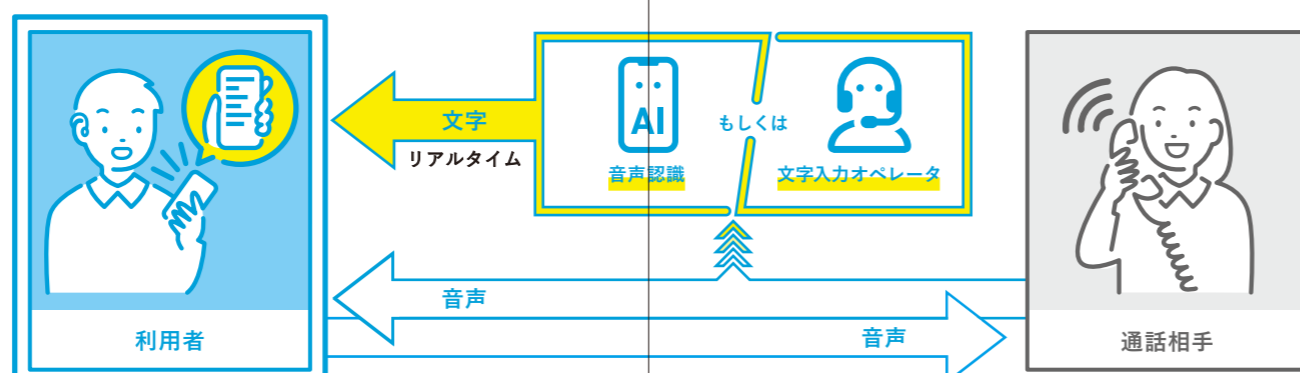 文字
リアルタイム
AI
音声認識
もしくは
文字入力オペレータ
音声
音声
利用者
通話相手